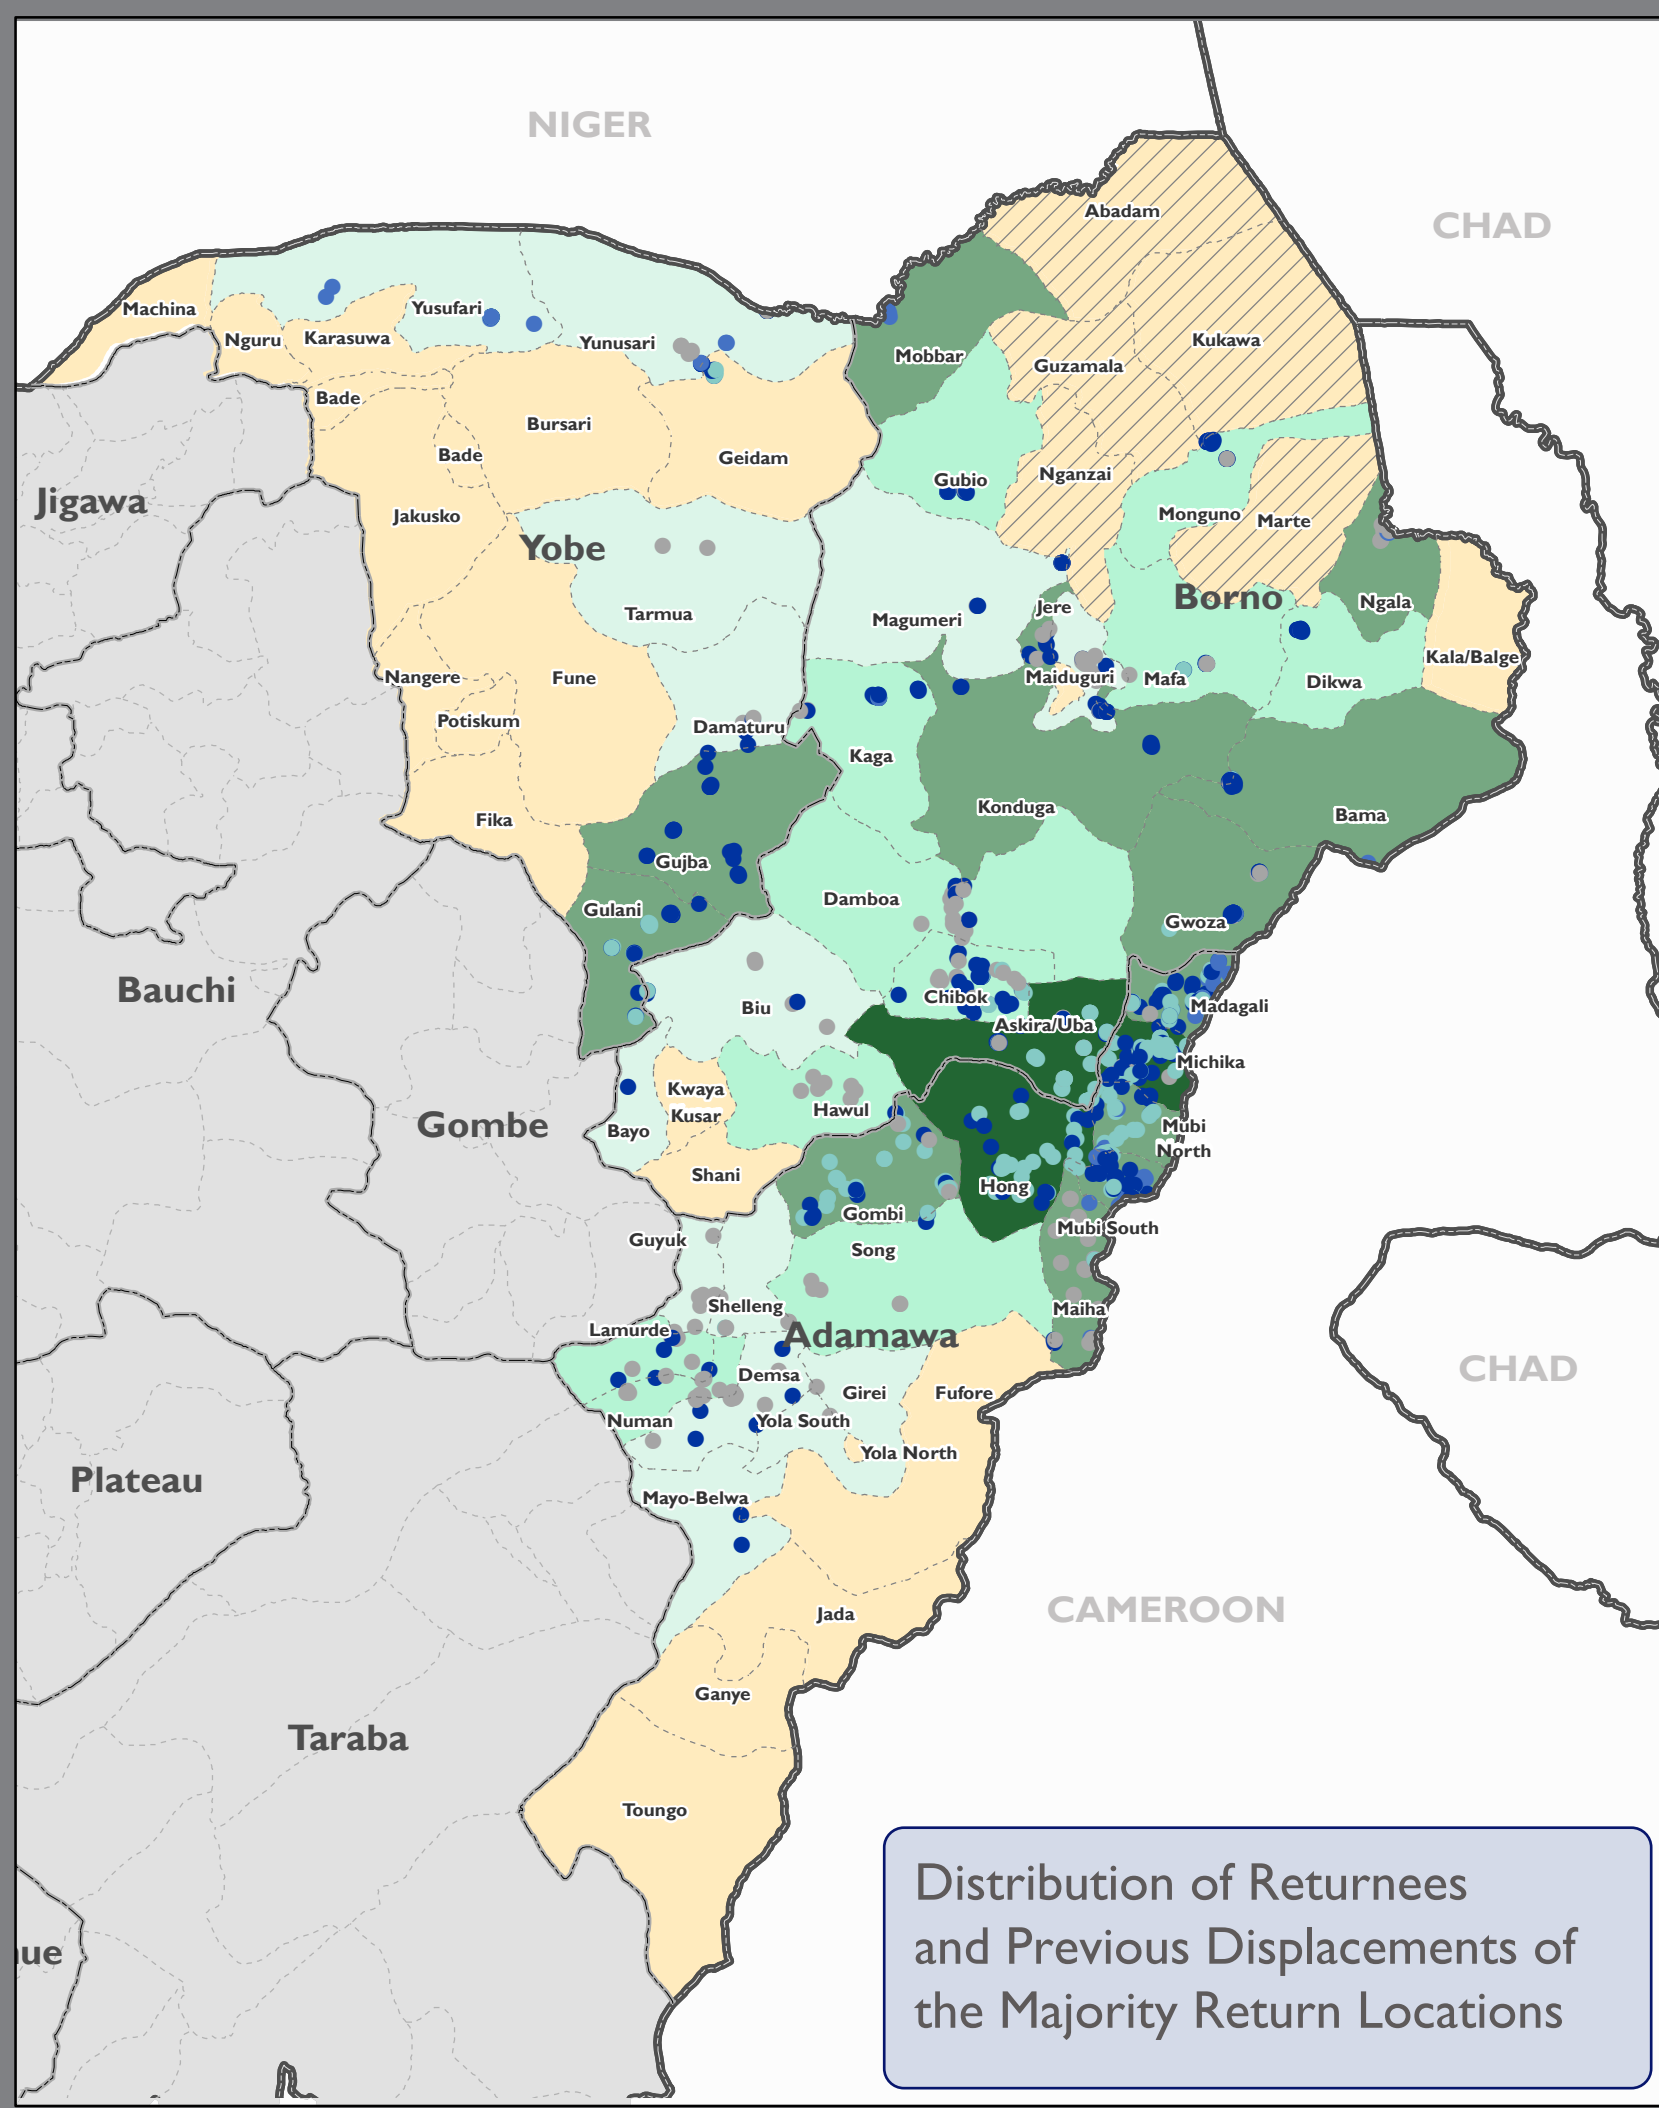 NIGER
CHAD
Abadam
Machina
Yusufari
Nguru
Karasuwa
Yunusari
Mobbar
Kukawa
Guzamala
Bade
Bursari
Bade
Geidam
Gubio
Nganzai
Jigawa
Jakusko
Monguno
Marte
Yobe
Borno
Jere
Ngala
Tarmua
Magumeri
Kala/Balge
Nangere
Fune
Maiduguri
Mafa
Dikwa
Potiskum
Damaturu
Kaga
Konduga
Bama
Fika
Gujba
Damboa
Gulani
Gwoza
Bauchi
Biu
Chibok
Madagali
Askira/Uba
Michika
Kwaya
Kusar
Hawul
Gombe
Bayo
Mubi
North
Shani
Hong
Gombi
Mubi South
Guyuk
Song
Shelleng
Maiha
Lamurde
Adamawa
CHAD
Demsa
Girei
Fufore
Numan
Yola South
Yola North
Plateau
Mayo-Belwa
CAMEROON
Jada
Ganye
Taraba
Toungo
Distribution of Returnees
and Previous Displacements of
the Majority Return Locations